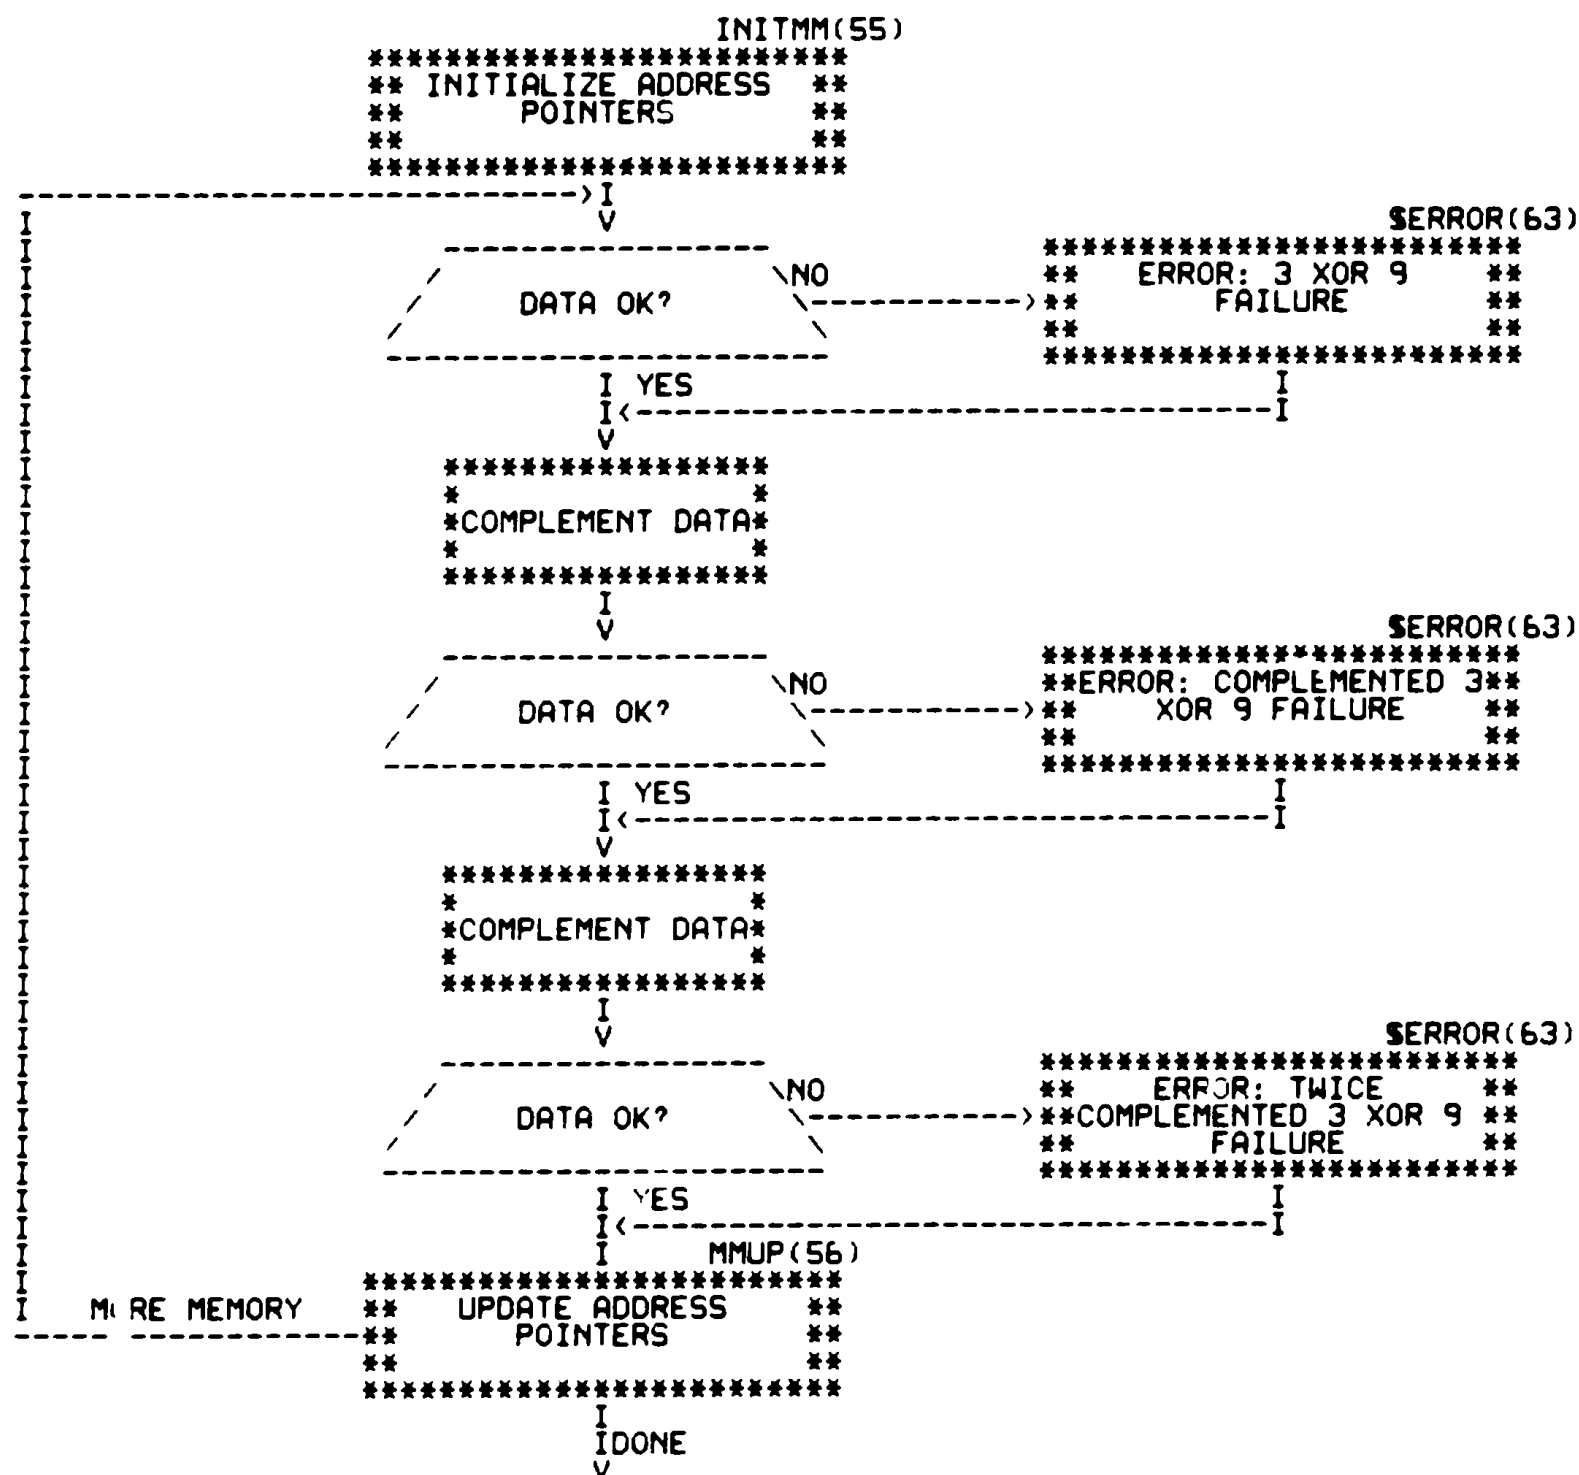 INITMM(55)
INITIALIZE ADDRESS
POINTERS
$ERROR(63)
DATA OK?
NO
ERROR: 3 XOR 9
FAILURE
YES
COMPLEMENT DATA
$ERROR(63)
DATA OK?
NO
ERROR: COMPLEMENTED 3
XOR 9 FAILURE
YES
COMPLEMENT DATA
$ERROR(63)
DATA OK?
NO
ERROR: TWICE
COMPLEMENTED 3 XOR 9
FAILURE
YES
MMUP(56)
MORE MEMORY
UPDATE ADDRESS
POINTERS
DONE